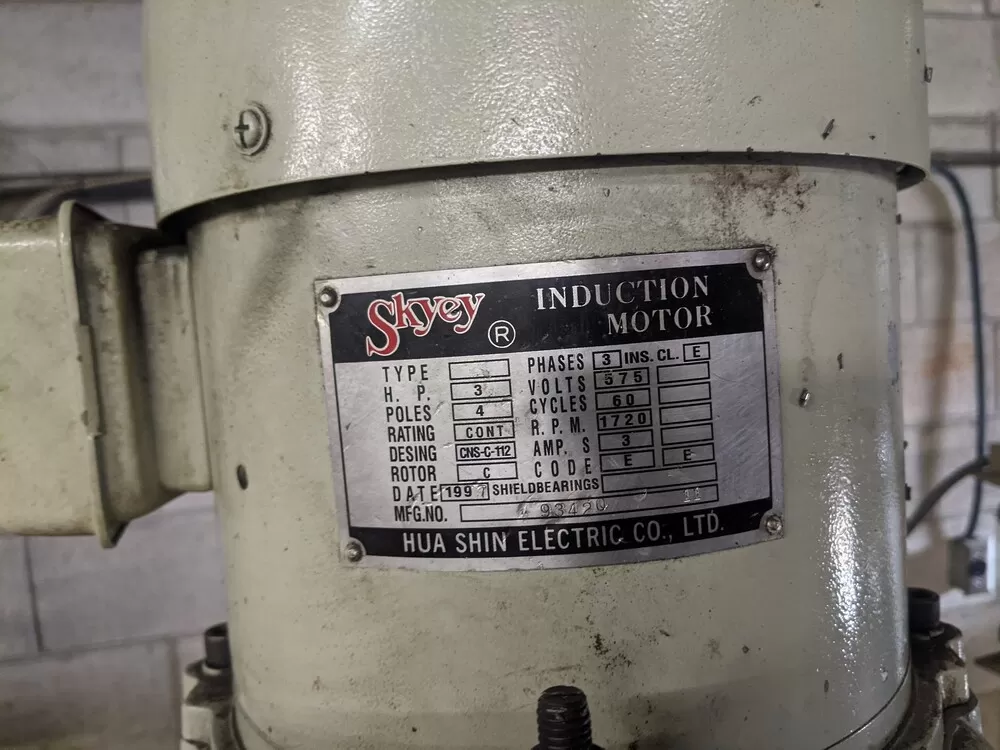 Skyey ® INDUCTION MOTOR
TYPE
H. P. 3
POLES 4
RATING CONT
DESING CNS-C-112
ROTOR C
PHASES 3 INS. CL. E
VOLTS 575
CYCLES 60
R. P. M. 1720
AMP. S 3
CODE E E
DATE 1997 SHIELDBEARINGS
MFG.NO. 93420
HUA SHIN ELECTRIC CO., LTD.